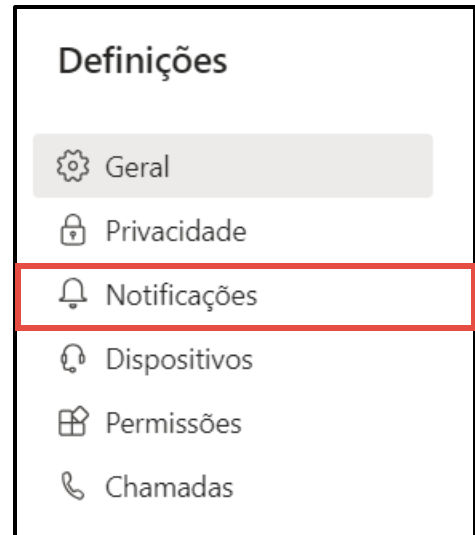 Definições
Geral
Privacidade
Notificações
Dispositivos
Permissões
Chamadas